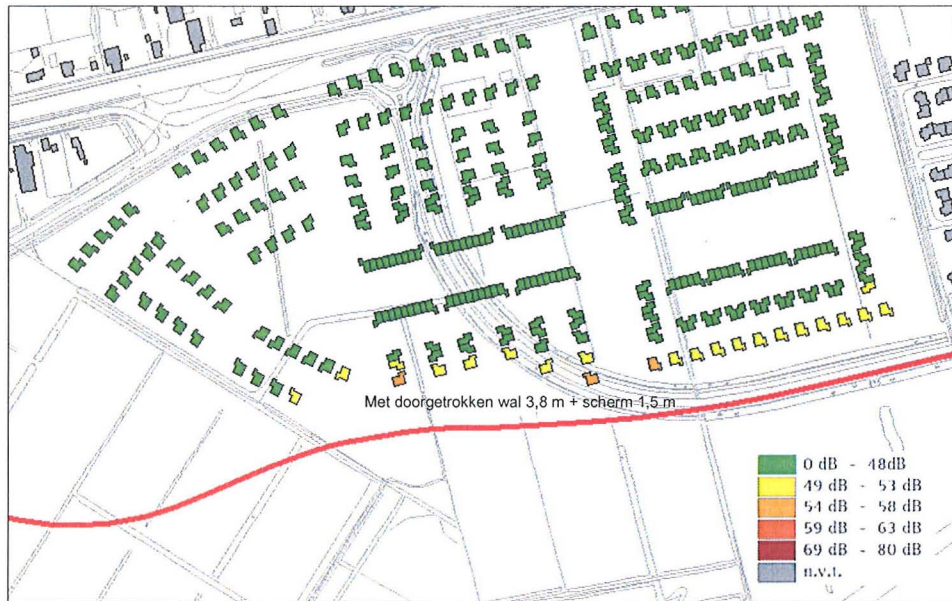 Met doorgetrokken wal 3,8 m + scherm 1,5 m
0 dB - 48dB
49 dB - 53 dB
54 dB - 58 dB
59 dB - 63 dB
69 dB - 80 dB
n.v.t.